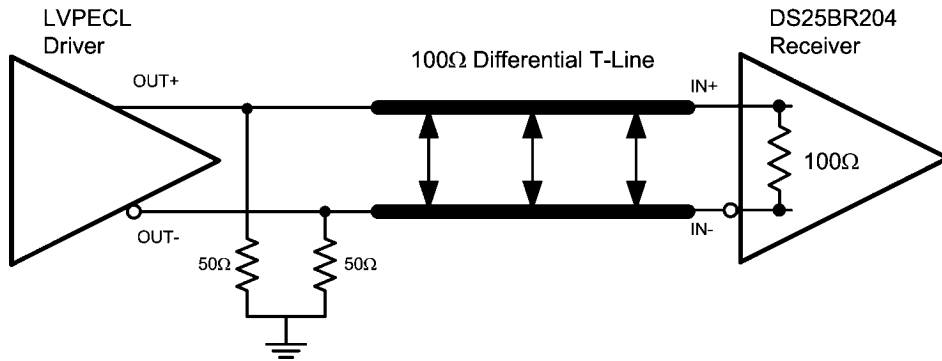 LVPECL
Driver
DS25BR204
Receiver
100Ω Differential T-Line
OUT+
IN+
100Ω
OUT-
IN-
50Ω
50Ω